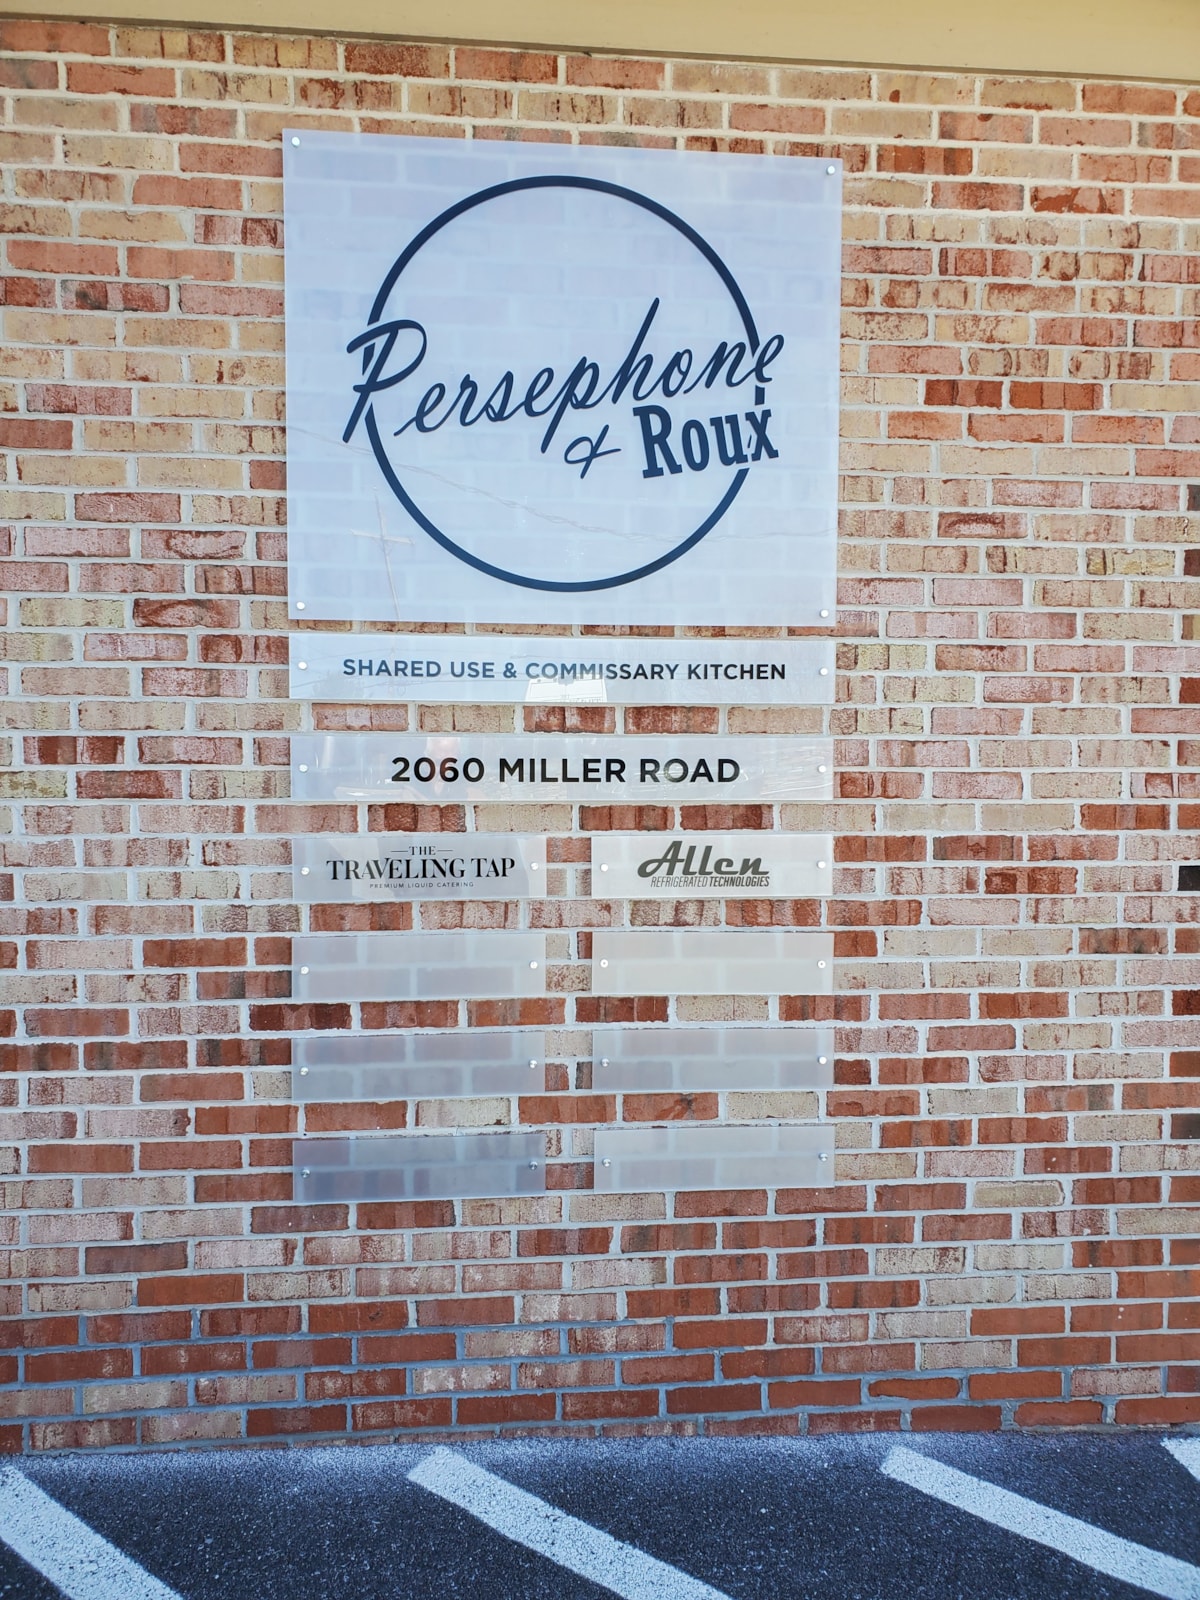 Persephone
& Roux
SHARED USE & COMMISSARY KITCHEN
2060 MILLER ROAD
THE
TRAVELING TAP
PREMIUM LIQUID CATERING
Allen
REFRIGERATED TECHNOLOGIES